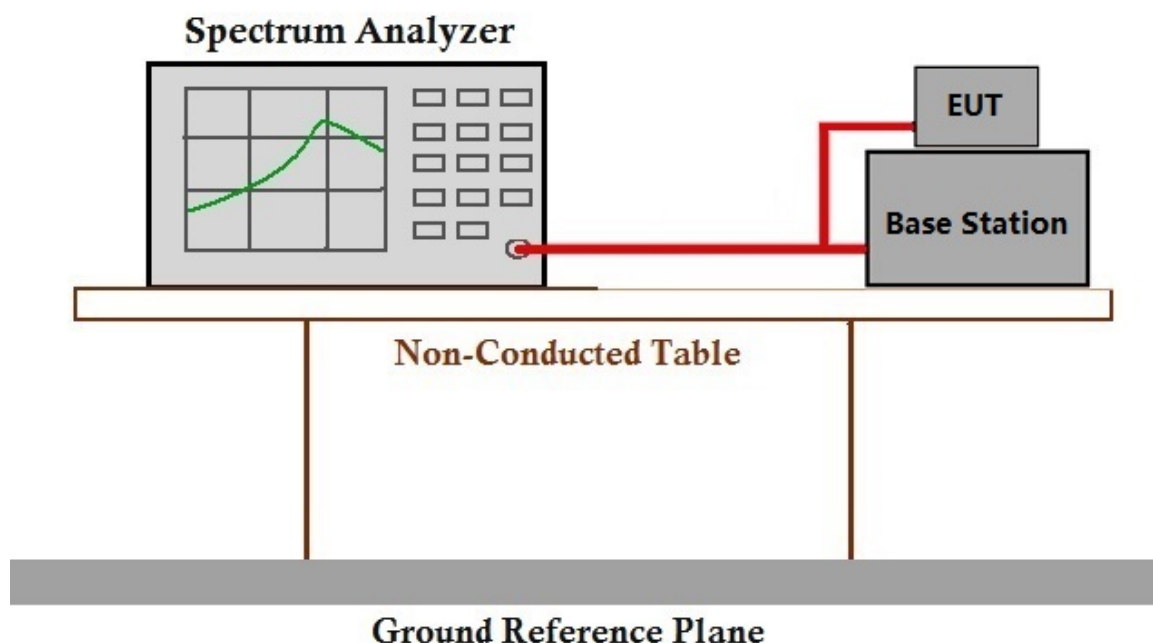 Spectrum Analyzer
EUT
Base Station
Non-Conducted Table
Ground Reference Plane